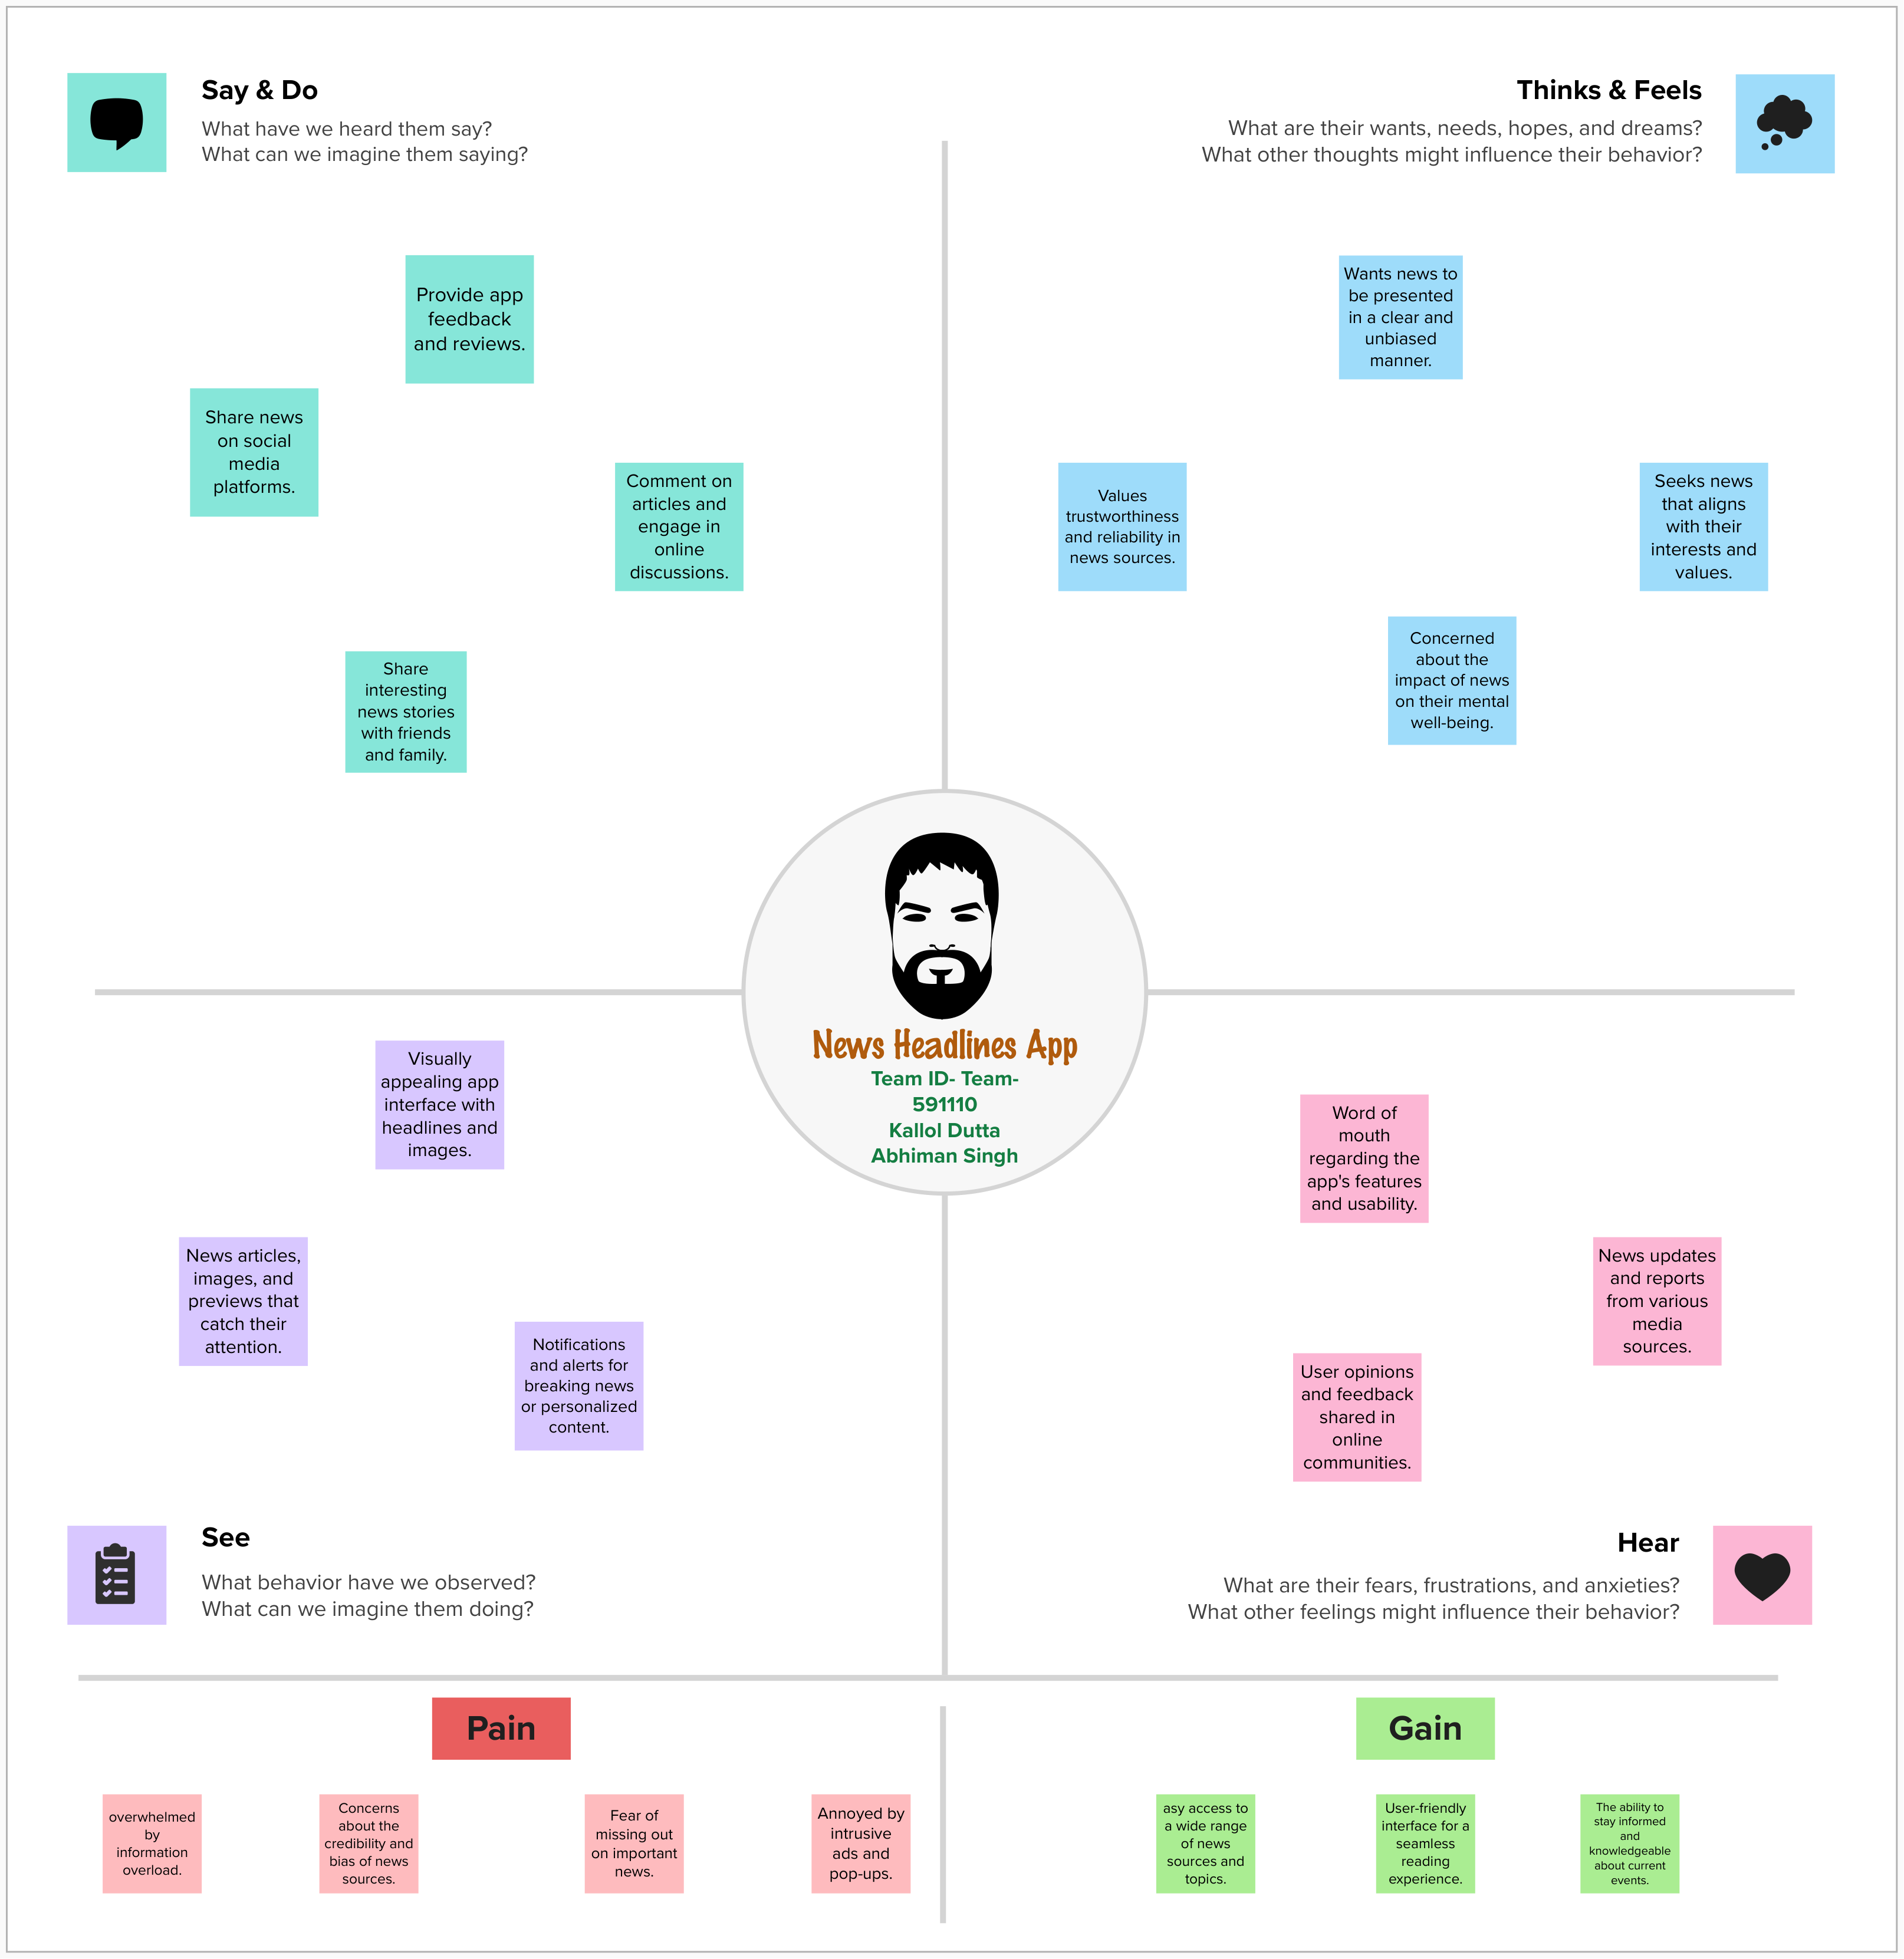 Say & Do
What have we heard them say?
What can we imagine them saying?
Thinks & Feels
What are their wants, needs, hopes, and dreams?
What other thoughts might influence their behavior?
Provide app
feedback
and reviews.
Share news
on social
media
platforms.
Comment on
articles and
engage in
online
discussions.
Share
interesting
news stories
with friends
and family.
Wants news to
be presented
in a clear and
unbiased
manner.
Values
trustworthiness
and reliability in
news sources.
Seeks news
that aligns
with their
interests and
values.
Concerned
about the
impact of news
on their mental
well-being.
News Headlines App
Team ID- Team-
591110
Kallol Dutta
Abhiman Singh
Visually
appealing app
interface with
headlines and
images.
News articles,
images, and
previews that
catch their
attention.
Notifications
and alerts for
breaking news
or personalized
content.
Word of
mouth
regarding the
app's features
and usability.
News updates
and reports
from various
media
sources.
User opinions
and feedback
shared in
online
communities.
See
What behavior have we observed?
What can we imagine them doing?
Hear
What are their fears, frustrations, and anxieties?
What other feelings might influence their behavior?
Pain
overwhelmed
by
information
overload.
Concerns
about the
credibility and
bias of news
sources.
Fear of
missing out
on important
news.
Annoyed by
intrusive
ads and
pop-ups.
Gain
asy access to
a wide range
of news
sources and
topics.
User-friendly
interface for a
seamless
reading
experience.
The ability to
stay informed
and
knowledgeable
about current
events.